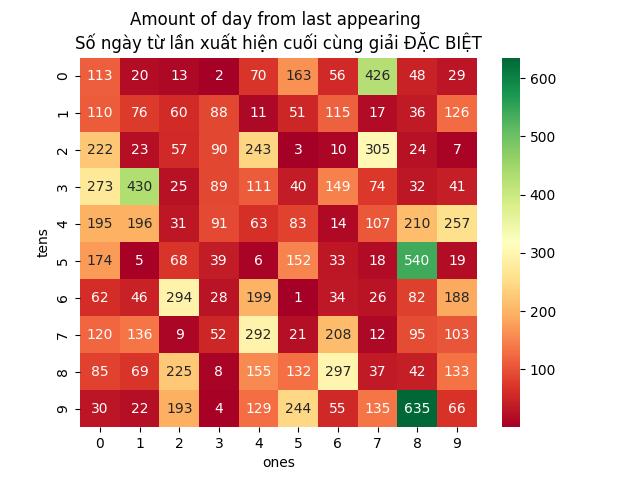 Amount of day from last appearing
Số ngày từ lần xuất hiện cuối cùng giải ĐẶC BIỆT
0 113 20 13 2 70 163 56 426 48 29
1 110 76 60 88 11 51 115 17 36 126
2 222 23 57 90 243 3 10 305 24 7
3 273 430 25 89 111 40 149 74 32 41
4 195 196 31 91 63 83 14 107 210 257
5 174 5 68 39 6 152 33 18 540 19
6 62 46 294 28 199 1 34 26 82 188
7 120 136 9 52 292 21 208 12 95 103
8 85 69 225 8 155 132 297 37 42 133
9 30 22 193 4 129 244 55 135 635 66
0 1 2 3 4 5 6 7 8 9
ones
tens
600
500
400
300
200
100